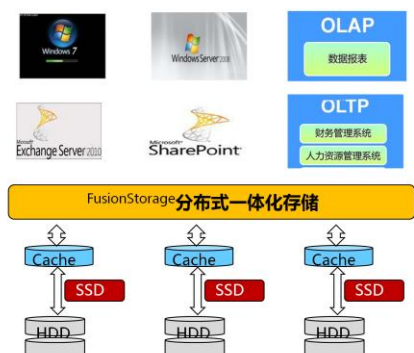 Windows 7
Windows Server 2008
OLAP
数据报表
Microsoft
Exchange Server 2010
Microsoft
SharePoint
OLTP
财务管理系统
人力资源管理系统
FusionStorage分布式一体化存储
Cache
Cache
Cache
SSD
SSD
SSD
HDD
HDD
HDD